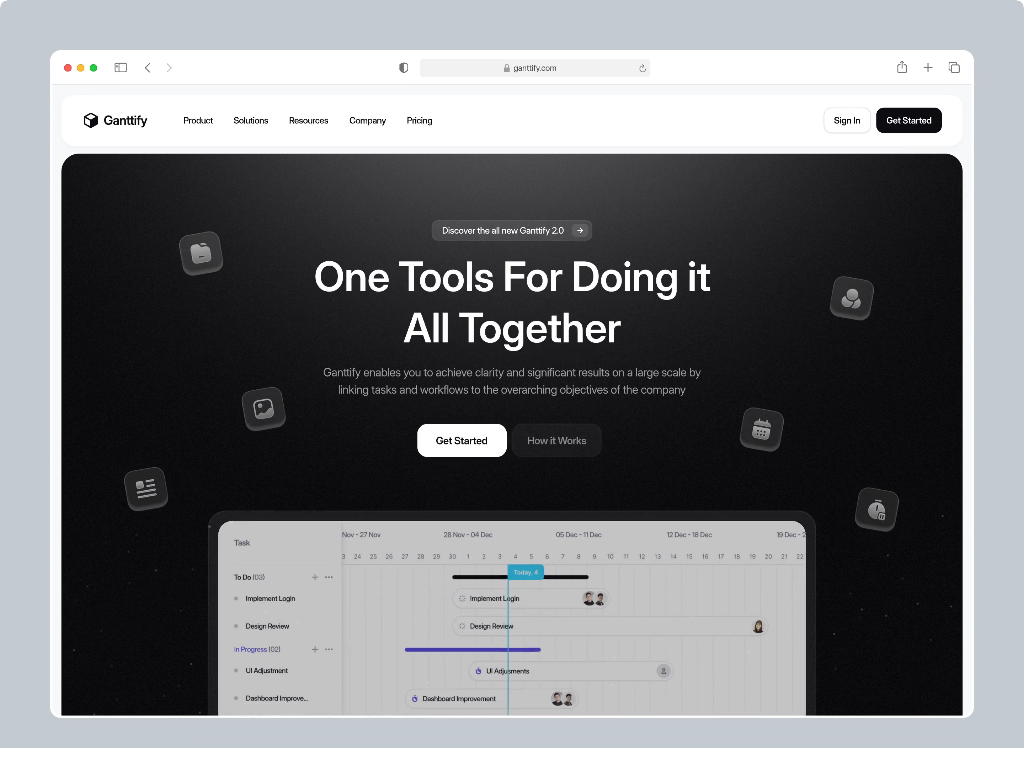 ganttify.com
Ganttify
Product Solutions Resources Company Pricing
Sign In
Get Started
Discover the all new Ganttify 2.0
One Tools For Doing it
All Together
Ganttify enables you to achieve clarity and significant results on a large scale by
linking tasks and workflows to the overarching objectives of the company
Get Started
How it Works
Task
Nov - 27 Nov 28 Nov - 04 Dec 05 Dec - 11 Dec 12 Dec - 18 Dec 19 Dec - 2
3 24 25 26 27 28 29 30 1 2 3 4 5 6 7 8 9 10 11 12 13 14 15 16 17 18 19 20 21 22
Today, 4
To Do (03)
Implement Login
Implement Login
Design Review
Design Review
In Progress (02)
UI Adjustment
UI Adjusments
Dashboard Improve...
Dashboard Improvement